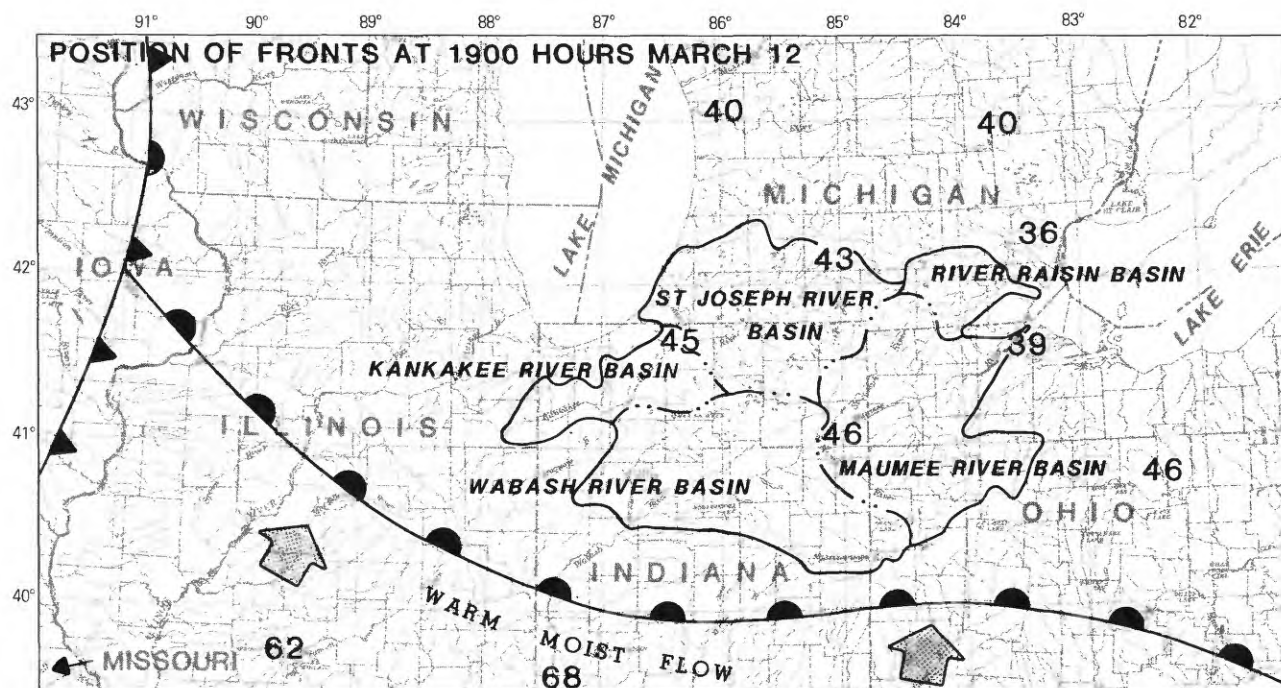 91° 90° 89° 88° 87° 86° 85° 84° 83° 82°
POSITION OF FRONTS AT 1900 HOURS MARCH 12
43°
WISCONSIN
LAKE MICHIGAN
40
40
MICHIGAN
36
42°
IOWA
43
RIVER RAISIN BASIN
LAKE ERIE
ST JOSEPH RIVER
BASIN
45
39
KANKAKEE RIVER BASIN
41°
ILLINOIS
46
MAUMEE RIVER BASIN
46
WABASH RIVER BASIN
OHIO
40°
INDIANA
WARM MOIST FLOW
62
MISSOURI
68